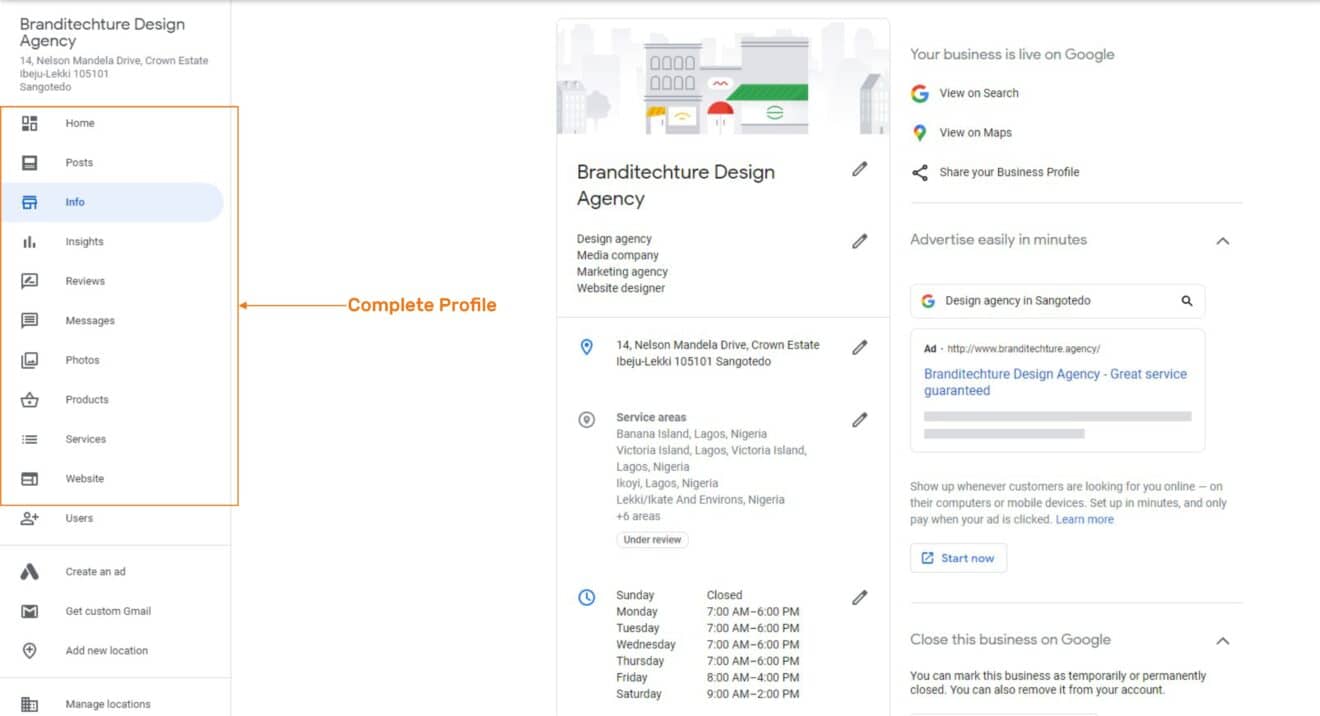 Branditechture Design
Agency
14, Nelson Mandela Drive, Crown Estate
Ibeju-Lekki 105101
Sangotedo
Home
Posts
Info
Insights
Reviews
Messages
Photos
Products
Services
Website
Users
Create an ad
Get custom Gmail
Add new location
Manage locations
Complete Profile
Branditechture Design
Agency
Design agency
Media company
Marketing agency
Website designer
14, Nelson Mandela Drive, Crown Estate
Ibeju-Lekki 105101 Sangotedo
Service areas
Banana Island, Lagos, Nigeria
Victoria Island, Lagos, Victoria Island,
Lagos, Nigeria
Ikoyi, Lagos, Nigeria
Lekki/Ikate And Environs, Nigeria
+6 areas
Under review
Sunday Closed
Monday 7:00 AM–6:00 PM
Tuesday 7:00 AM–6:00 PM
Wednesday 7:00 AM–6:00 PM
Thursday 7:00 AM–6:00 PM
Friday 8:00 AM–4:00 PM
Saturday 9:00 AM–2:00 PM
Your business is live on Google
View on Search
View on Maps
Share your Business Profile
Advertise easily in minutes
Design agency in Sangotedo
Ad · http://www.branditechture.agency/
Branditechture Design Agency - Great service
guaranteed
Show up whenever customers are looking for you online — on
their computers or mobile devices. Set up in minutes, and only
pay when your ad is clicked. Learn more
Start now
Close this business on Google
You can mark this business as temporarily or permanently
closed. You can also remove it from your account.